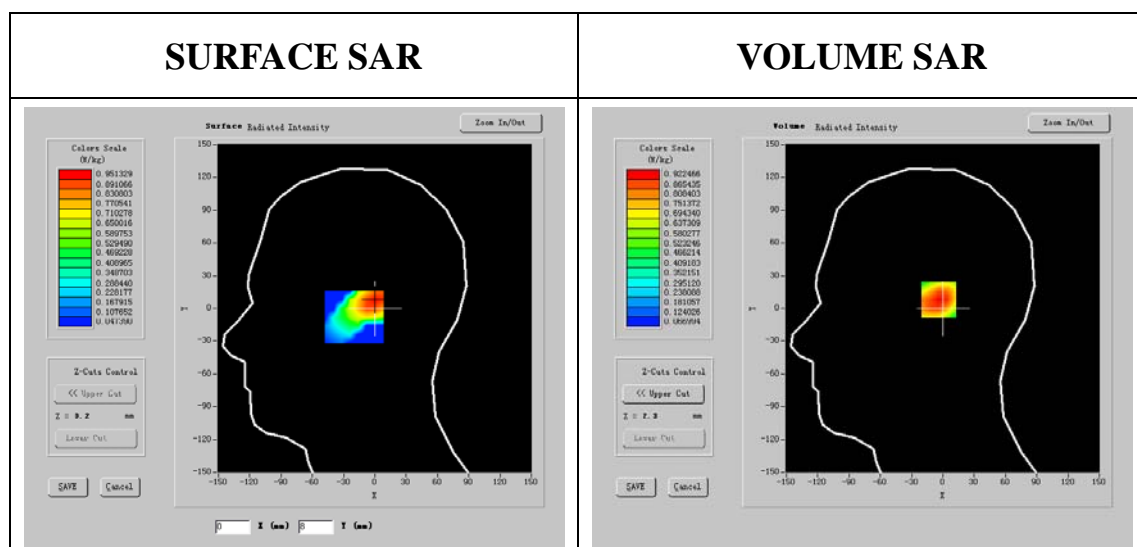 SURFACE SAR
Surface Radiated Intensity
Zoom In/Out
Colors Scale
(W/kg)
0.951329
0.891066
0.830803
0.770541
0.710278
0.650016
0.589753
0.529490
0.469228
0.408965
0.348703
0.288440
0.228177
0.167915
0.107652
0.047390
Z-Cuts Control
<< Upper Cut
Z = mm
Lower Cut
SAVE Cancel
150
120
90
60
30
0
-30
-60
-90
-120
-150
Y
-150 -120 -90 -60 -30 0 30 60 90 120 150
X
0 X (mm) 8 Y (mm)
VOLUME SAR
Volume Radiated Intensity
Zoom In/Out
Colors Scale
(W/kg)
0.922466
0.865435
0.808403
0.751372
0.694340
0.637309
0.580277
0.523246
0.466214
0.409183
0.352151
0.295120
0.238088
0.181057
0.124026
0.066994
Z-Cuts Control
<< Upper Cut
Z = mm
Lower Cut
SAVE Cancel
150
120
90
60
30
0
-30
-60
-90
-120
-150
Y
-150 -120 -90 -60 -30 0 30 60 90 120 150
X